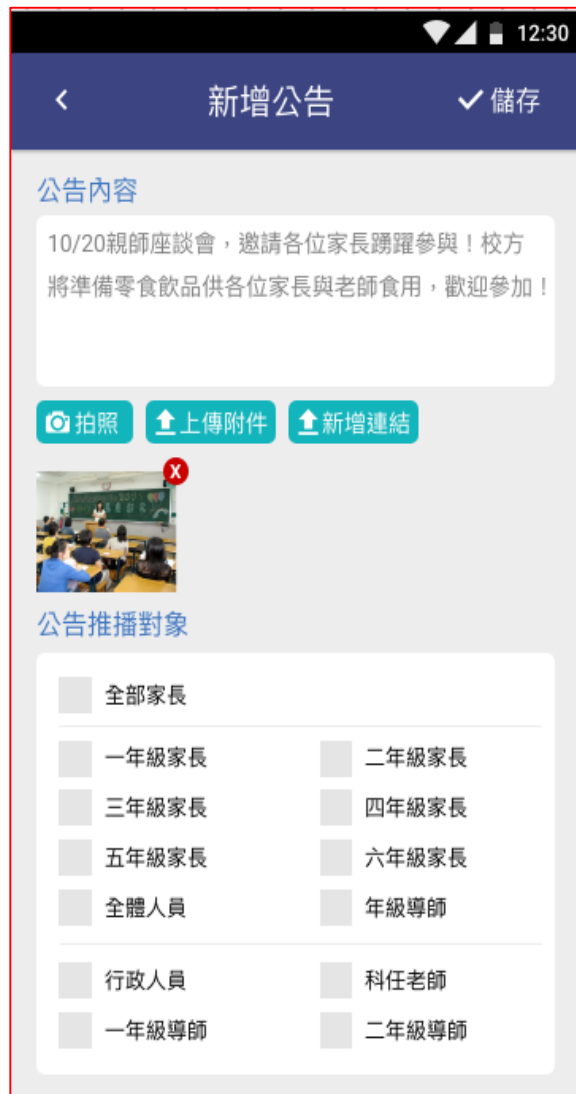 12:30
新增公告
儲存
公告內容
10/20親師座談會，邀請各位家長踴躍參與！校方
將準備零食飲品供各位家長與老師食用，歡迎參加！
拍照 上傳附件 新增連結
X
公告推播對象
全部家長
一年級家長 二年級家長
三年級家長 四年級家長
五年級家長 六年級家長
全體人員 年級導師
行政人員 科任老師
一年級導師 二年級導師